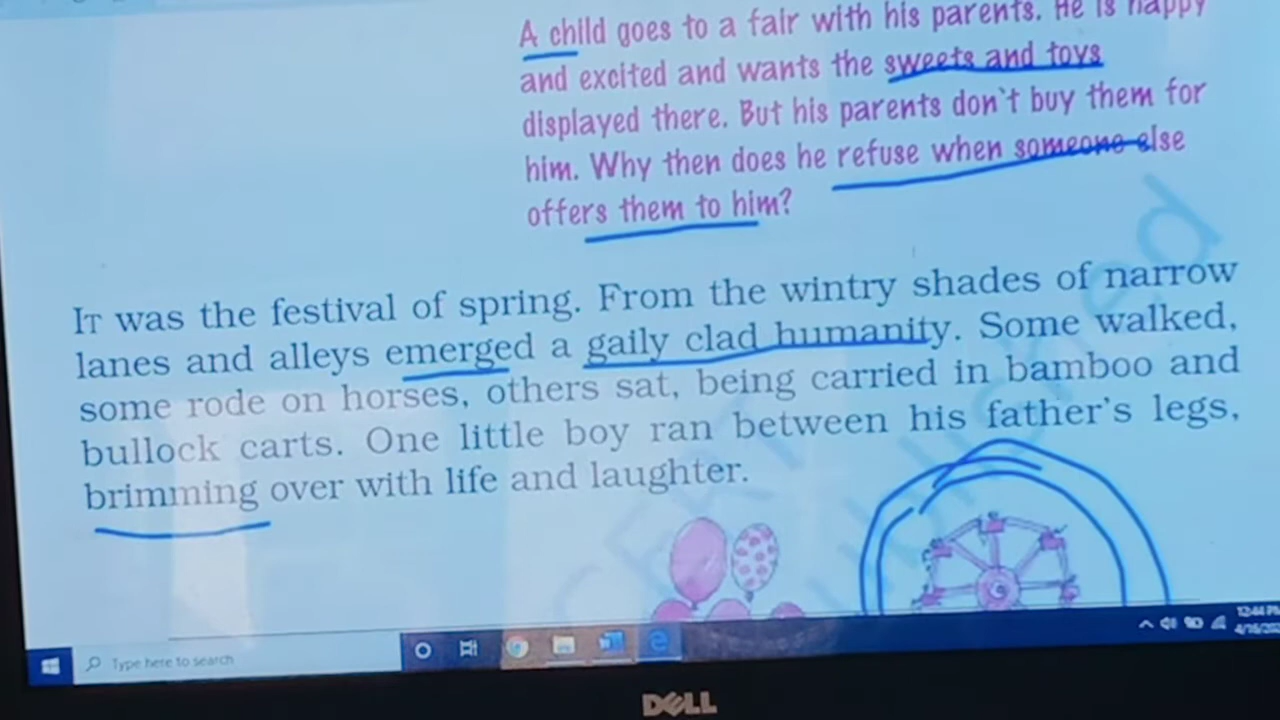 A child goes to a fair with his parents. He is happy
and excited and wants the sweets and toys
displayed there. But his parents don't buy them for
him. Why then does he refuse when someone else
offers them to him?
IT was the festival of spring. From the wintry shades of narrow
lanes and alleys emerged a gaily clad humanity. Some walked,
some rode on horses, others sat, being carried in bamboo and
bullock carts. One little boy ran between his father's legs,
brimming over with life and laughter.
Type here to search
12:44 PM
DELL